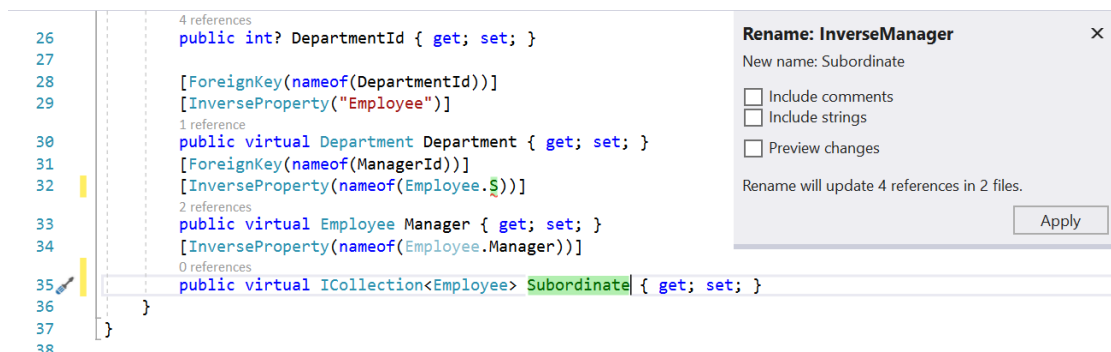 4 references
26 public int? DepartmentId { get; set; }
27
28 [ForeignKey(nameof(DepartmentId))]
29 [InverseProperty("Employee")]
1 reference
30 public virtual Department Department { get; set; }
31 [ForeignKey(nameof(ManagerId))]
32 [InverseProperty(nameof(Employee.S))]
2 references
33 public virtual Employee Manager { get; set; }
34 [InverseProperty(nameof(Employee.Manager))]
0 references
35 public virtual ICollection<Employee> Subordinate { get; set; }
36 }
37 }
38
Rename: InverseManager
New name: Subordinate
Include comments
Include strings
Preview changes
Rename will update 4 references in 2 files.
Apply